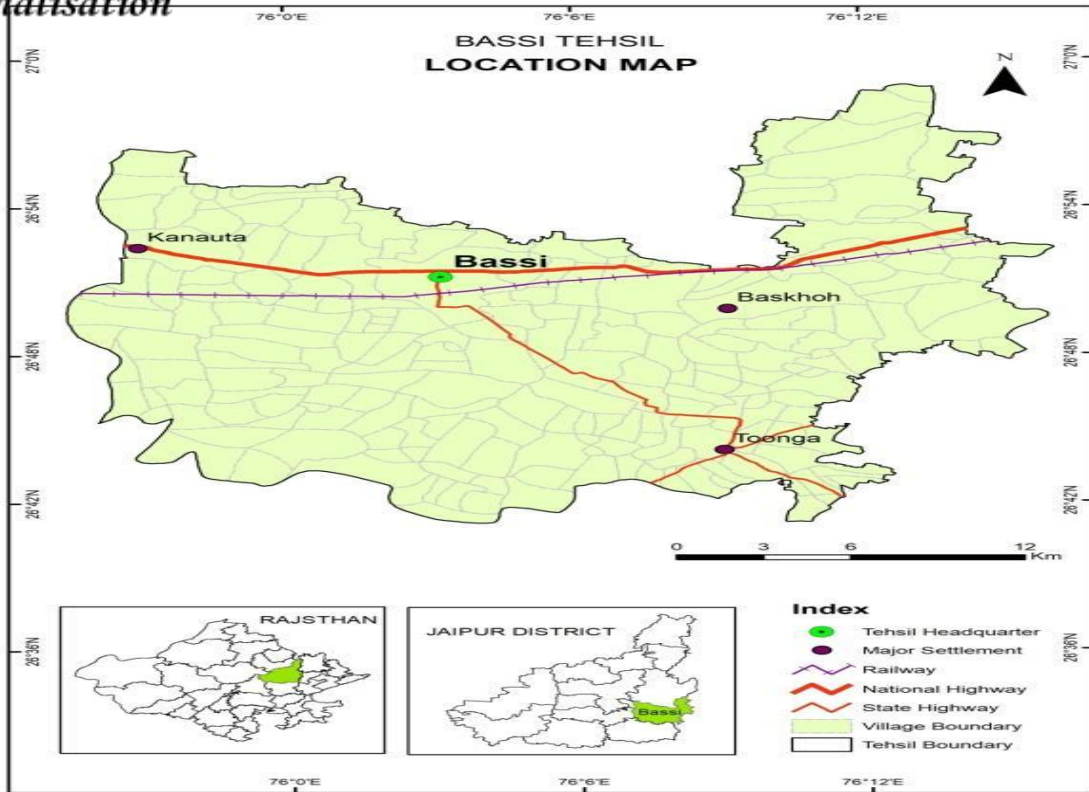 76°0'E 76°6'E 76°12'E
BASSI TEHSIL
LOCATION MAP
N
27°0'N 27°0'N
26°54'N 26°54'N
Kanauta
Bassi
Baskhoh
26°48'N 26°48'N
Toonga
26°42'N 26°42'N
0 3 6 12
Km
RAJSTHAN
JAIPUR DISTRICT
Bassi
Index
Tehsil Headquarter
Major Settlement
Railway
National Highway
State Highway
Village Boundary
Tehsil Boundary
26°36'N 26°36'N
76°0'E 76°6'E 76°12'E